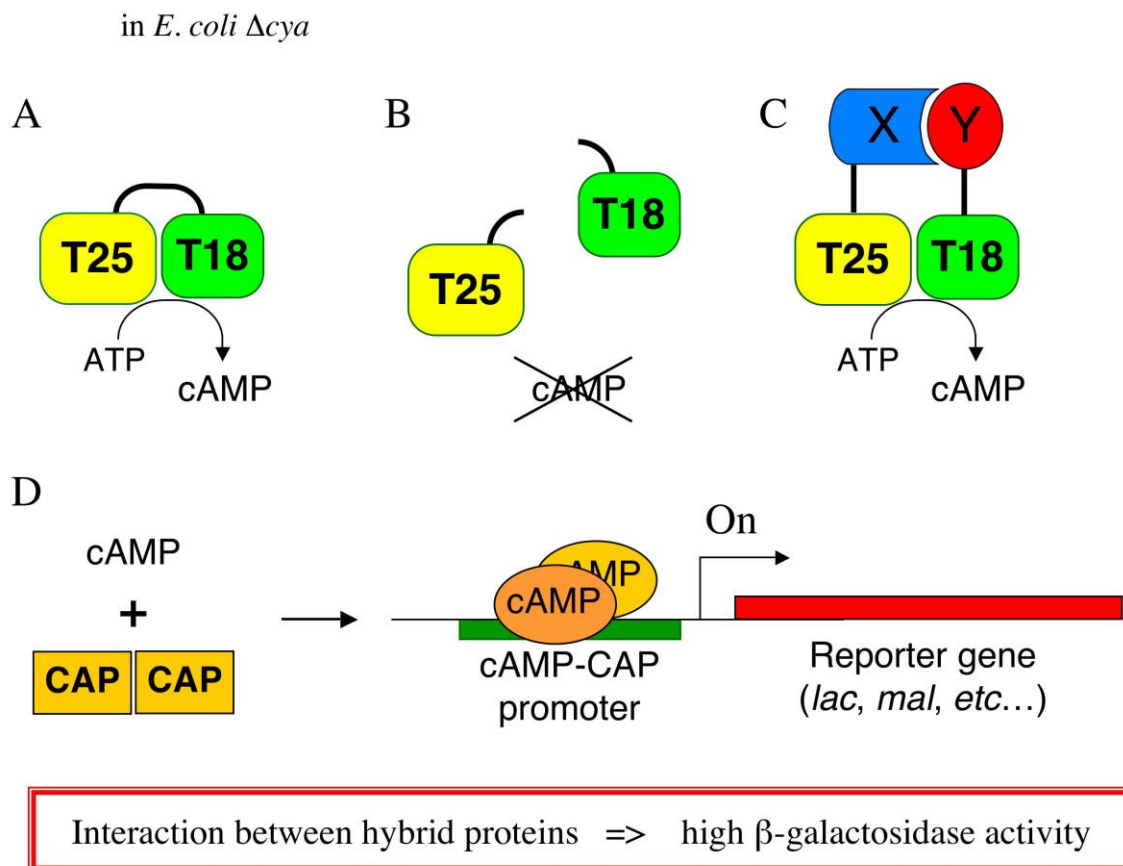 in E. coli Δcya
A
B
C
X Y
T25 T18
T25
T18
T25 T18
ATP
cAMP
cAMP
ATP
cAMP
D
cAMP
+
CAP CAP
On
AMP
cAMP
cAMP-CAP
promoter
Reporter gene
(lac, mal, etc…)
Interaction between hybrid proteins => high β-galactosidase activity